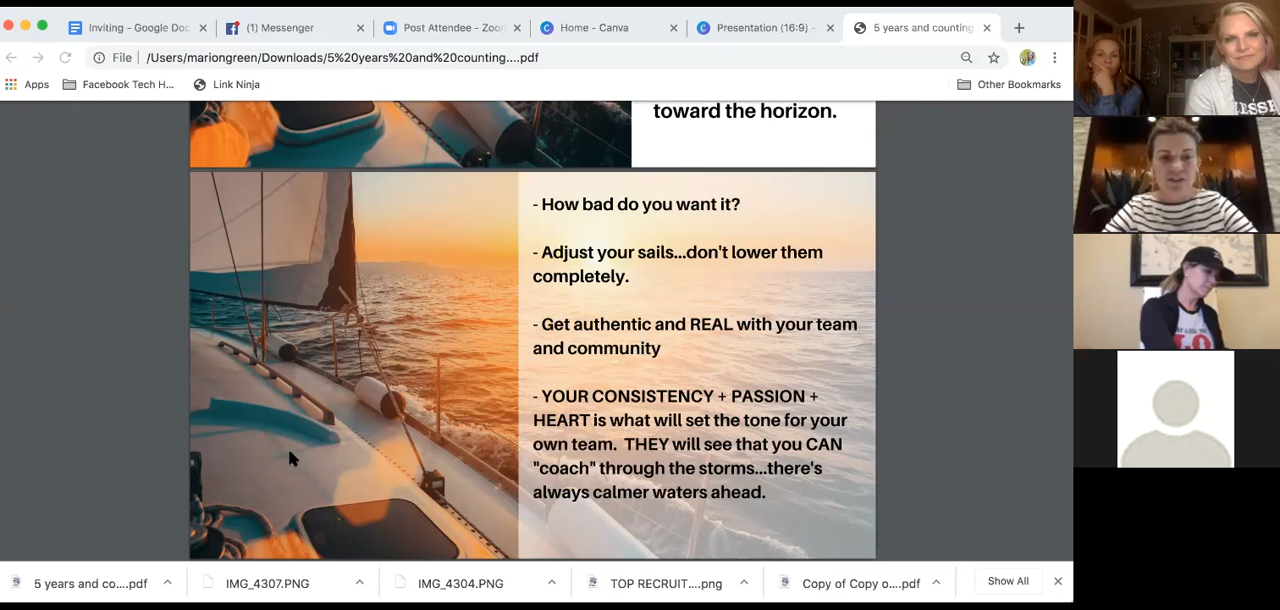 Inviting - Google Doc
(1) Messenger
Post Attendee - Zoom
Home - Canva
Presentation (16:9) -
5 years and counting
File
/Users/mariongreen/Downloads/5%20years%20and%20counting....pdf
Apps
Facebook Tech H...
Link Ninja
Other Bookmarks
toward the horizon.
- How bad do you want it?
- Adjust your sails...don't lower them
completely.
- Get authentic and REAL with your team
and community
- YOUR CONSISTENCY + PASSION +
HEART is what will set the tone for your
own team.  THEY will see that you CAN
"coach" through the storms...there's
always calmer waters ahead.
5 years and co....pdf
IMG_4307.PNG
IMG_4304.PNG
TOP RECRUIT....png
Copy of Copy o....pdf
Show All